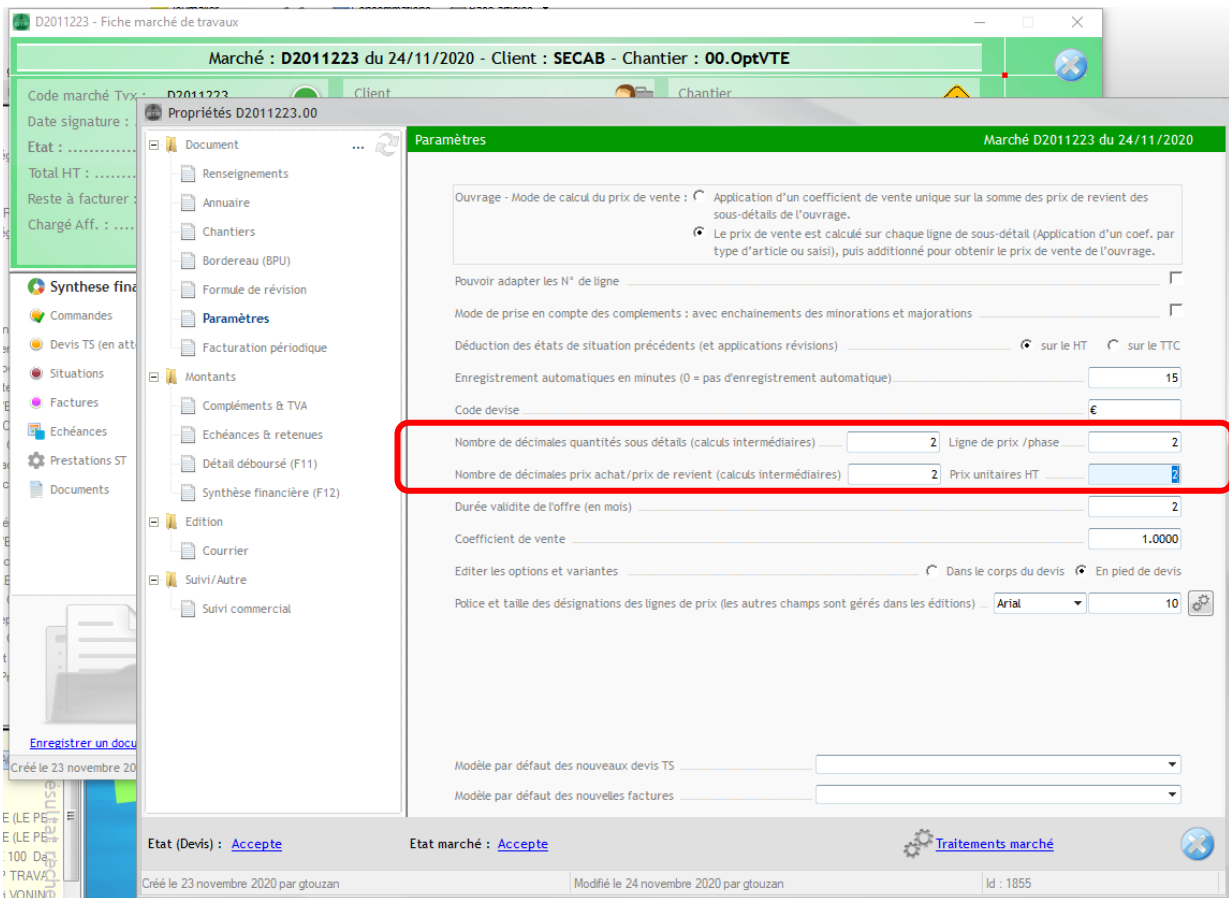 D2011223 - Fiche marché de travaux
Marché : D2011223 du 24/11/2020 - Client : SECAB - Chantier : 00.OptVTE
Code marché Tvx : D2011223 Client Chantier
Date signature :
Etat : ..............
Total HT : ........
Reste à facturer :
Chargé Aff. : ....
Synthese fina
Commandes
Devis TS (en att
Situations
Factures
Echéances
Prestations ST
Documents
Enregistrer un docu
Créé le 23 novembre 20
E (LE PE
E (LE PE
100 Da
TRAVA
Propriétés D2011223.00
Document ...
Renseignements
Annuaire
Chantiers
Bordereau (BPU)
Formule de révision
Paramètres
Facturation périodique
Montants
Compléments & TVA
Echéances & retenues
Détail déboursé (F11)
Synthèse financière (F12)
Edition
Courrier
Suivi/Autre
Suivi commercial
Paramètres Marché D2011223 du 24/11/2020
Ouvrage - Mode de calcul du prix de vente : Application d'un coefficient de vente unique sur la somme des prix de revient des
sous-détails de l'ouvrage.
Le prix de vente est calculé sur chaque ligne de sous-détail (Application d'un coef. par
type d'article ou saisi), puis additionné pour obtenir le prix de vente de l'ouvrage.
Pouvoir adapter les N° de ligne
Mode de prise en compte des complements : avec enchainements des minorations et majorations
Déduction des états de situation précédents (et applications révisions) sur le HT sur le TTC
Enregistrement automatiques en minutes (0 = pas d'enregistrement automatique) 15
Code devise €
Nombre de décimales quantités sous détails (calculs intermédiaires) 2 Ligne de prix /phase 2
Nombre de décimales prix achat/prix de revient (calculs intermédiaires) 2 Prix unitaires HT 2
Durée validite de l'offre (en mois) 2
Coefficient de vente 1.0000
Editer les options et variantes Dans le corps du devis En pied de devis
Police et taille des désignations des lignes de prix (les autres champs sont gérés dans les éditions) Arial 10
Modèle par défaut des nouveaux devis TS
Modèle par défaut des nouvelles factures
Etat (Devis) : Accepte Etat marché : Accepte Traitements marché
Créé le 23 novembre 2020 par gtouzan Modifié le 24 novembre 2020 par gtouzan Id : 1855